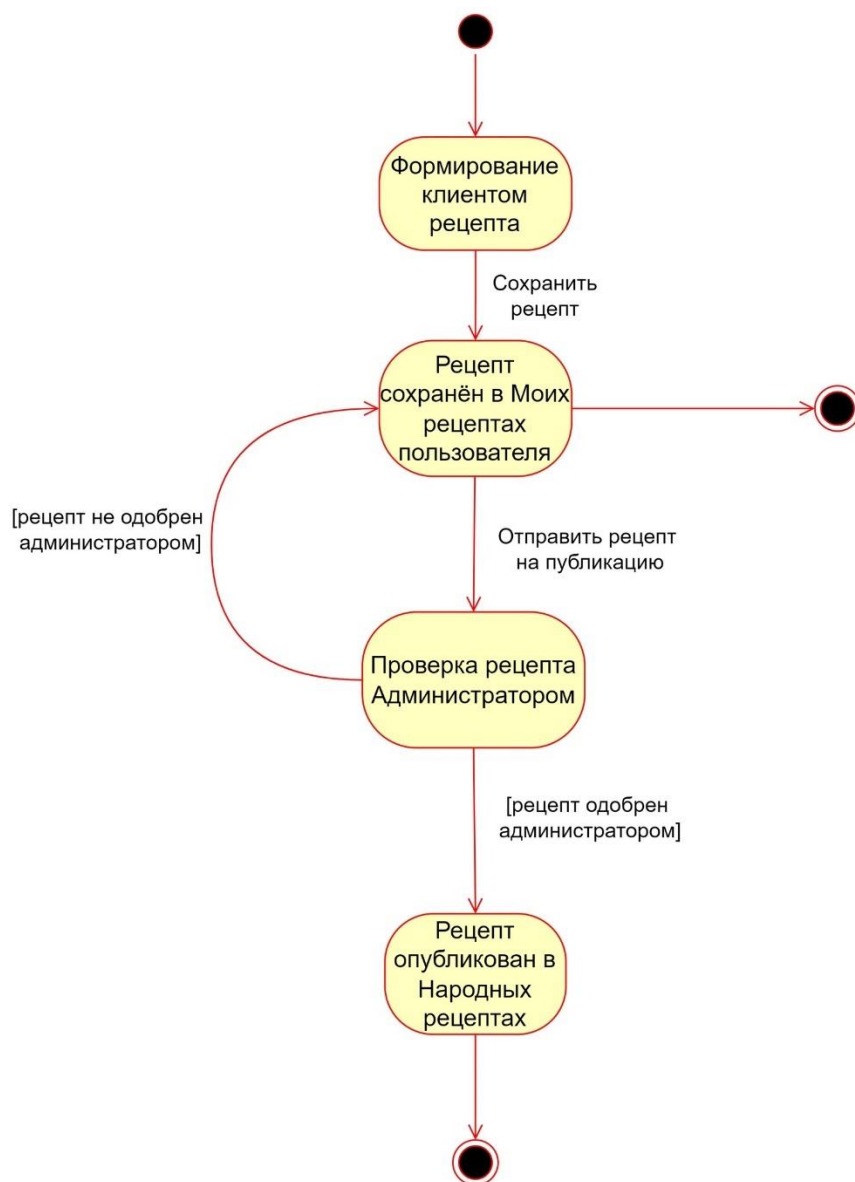 Формирование
клиентом
рецепта
Сохранить
рецепт
Рецепт
сохранён в Моих
рецептах
пользователя
[рецепт не одобрен
администратором]
Отправить рецепт
на публикацию
Проверка рецепта
Администратором
[рецепт одобрен
администратором]
Рецепт
опубликован в
Народных
рецептах